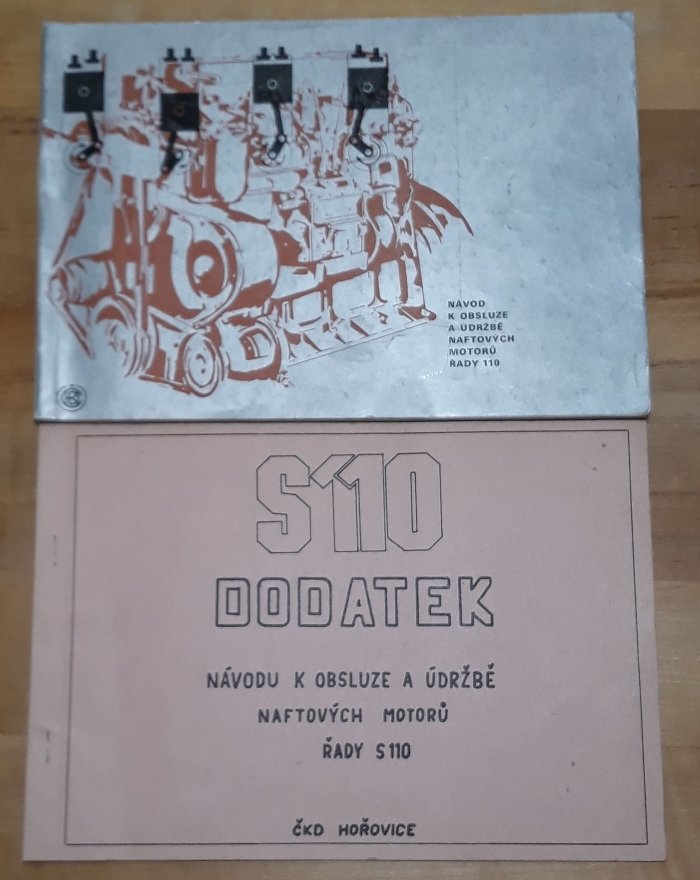 NÁVOD
K OBSLUZE
A ÚDRŽBĚ
NAFTOVÝCH
MOTORŮ
ŘADY 110
S110
DODATEK
NÁVODU K OBSLUZE A ÚDRŽBĚ
NAFTOVÝCH MOTORŮ
ŘADY S110
ČKD HOŘOVICE